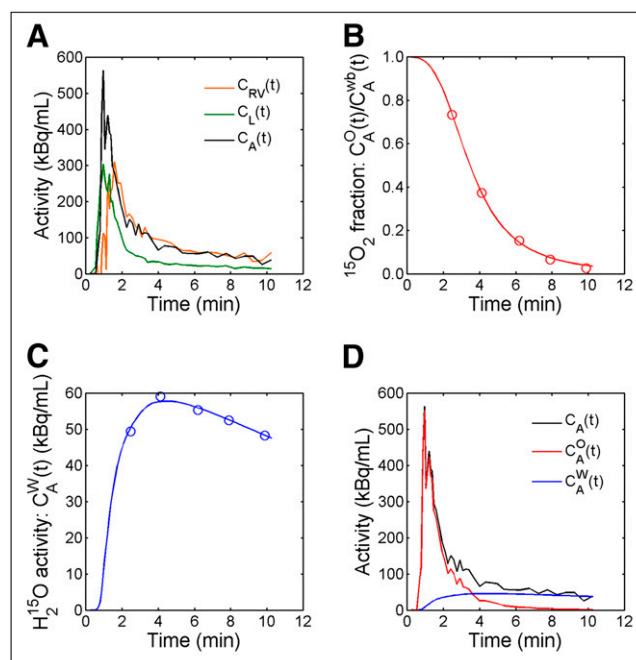 A
Activity (kBq/mL)
600
500
400
300
200
100
0
C_RV(t)
C_L(t)
C_A(t)
0 2 4 6 8 10 12
Time (min)
B
¹⁵O₂ fraction: C_A^O(t)/C_A^wb(t)
1.0
0.8
0.6
0.4
0.2
0.0
0 2 4 6 8 10 12
Time (min)
C
H₂¹⁵O activity: C_A^W(t) (kBq/mL)
60
50
40
30
20
10
0
0 2 4 6 8 10 12
Time (min)
D
Activity (kBq/mL)
600
500
400
300
200
100
0
C_A(t)
C_A^O(t)
C_A^W(t)
0 2 4 6 8 10 12
Time (min)